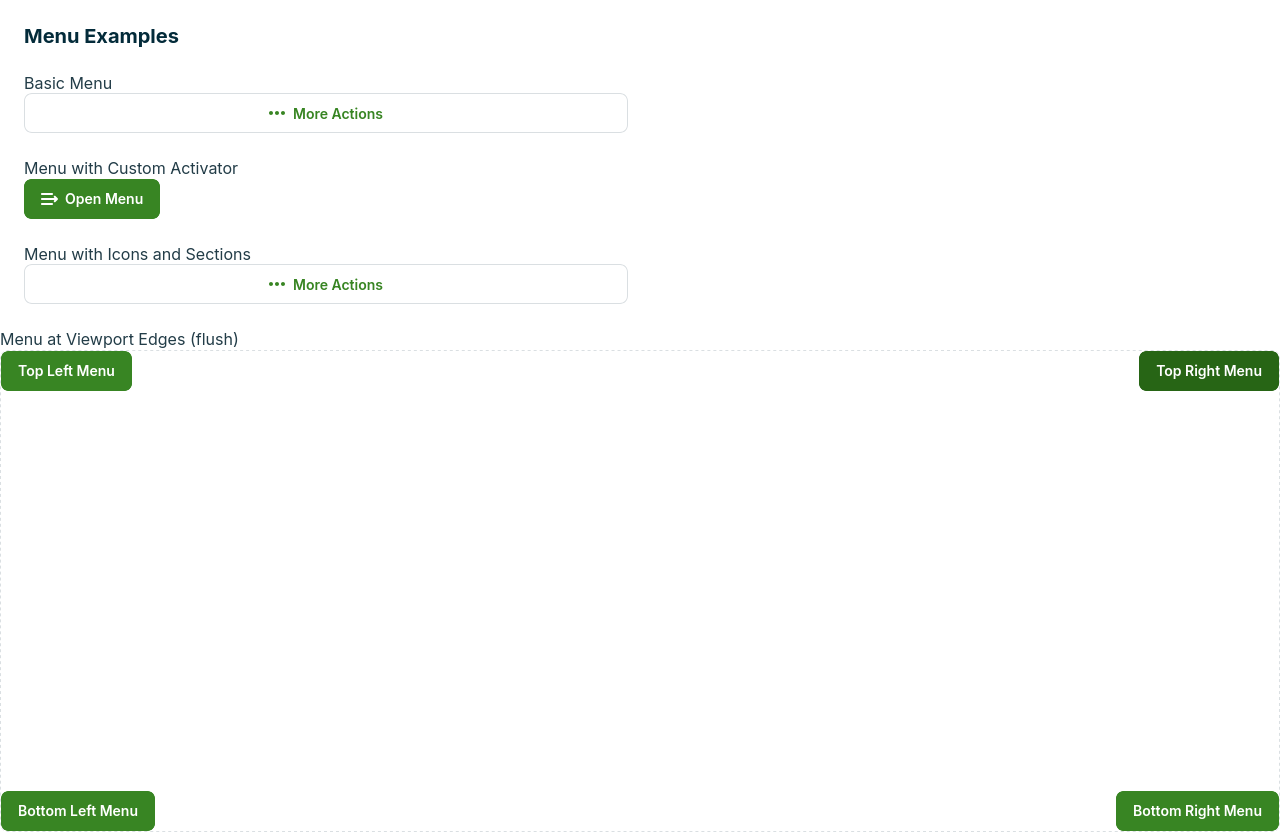 Menu Examples
Basic Menu
More Actions
Menu with Custom Activator
Open Menu
Menu with Icons and Sections
More Actions
Menu at Viewport Edges (flush)
Top Left Menu
Top Right Menu
Bottom Left Menu
Bottom Right Menu